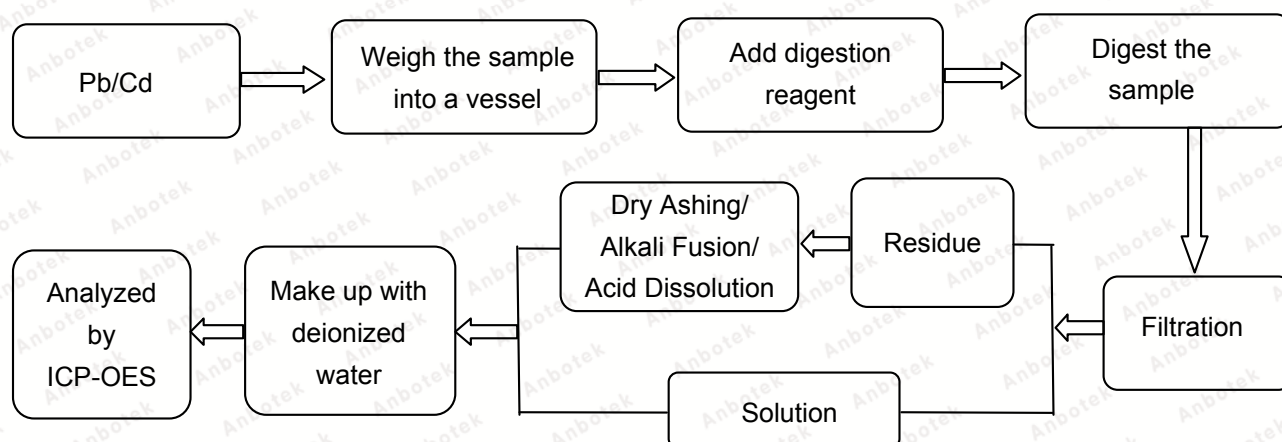 Pb/Cd
Weigh the sample
into a vessel
Add digestion
reagent
Digest the
sample
Filtration
Residue
Dry Ashing/
Alkali Fusion/
Acid Dissolution
Solution
Make up with
deionized
water
Analyzed
by
ICP-OES
Anbotek